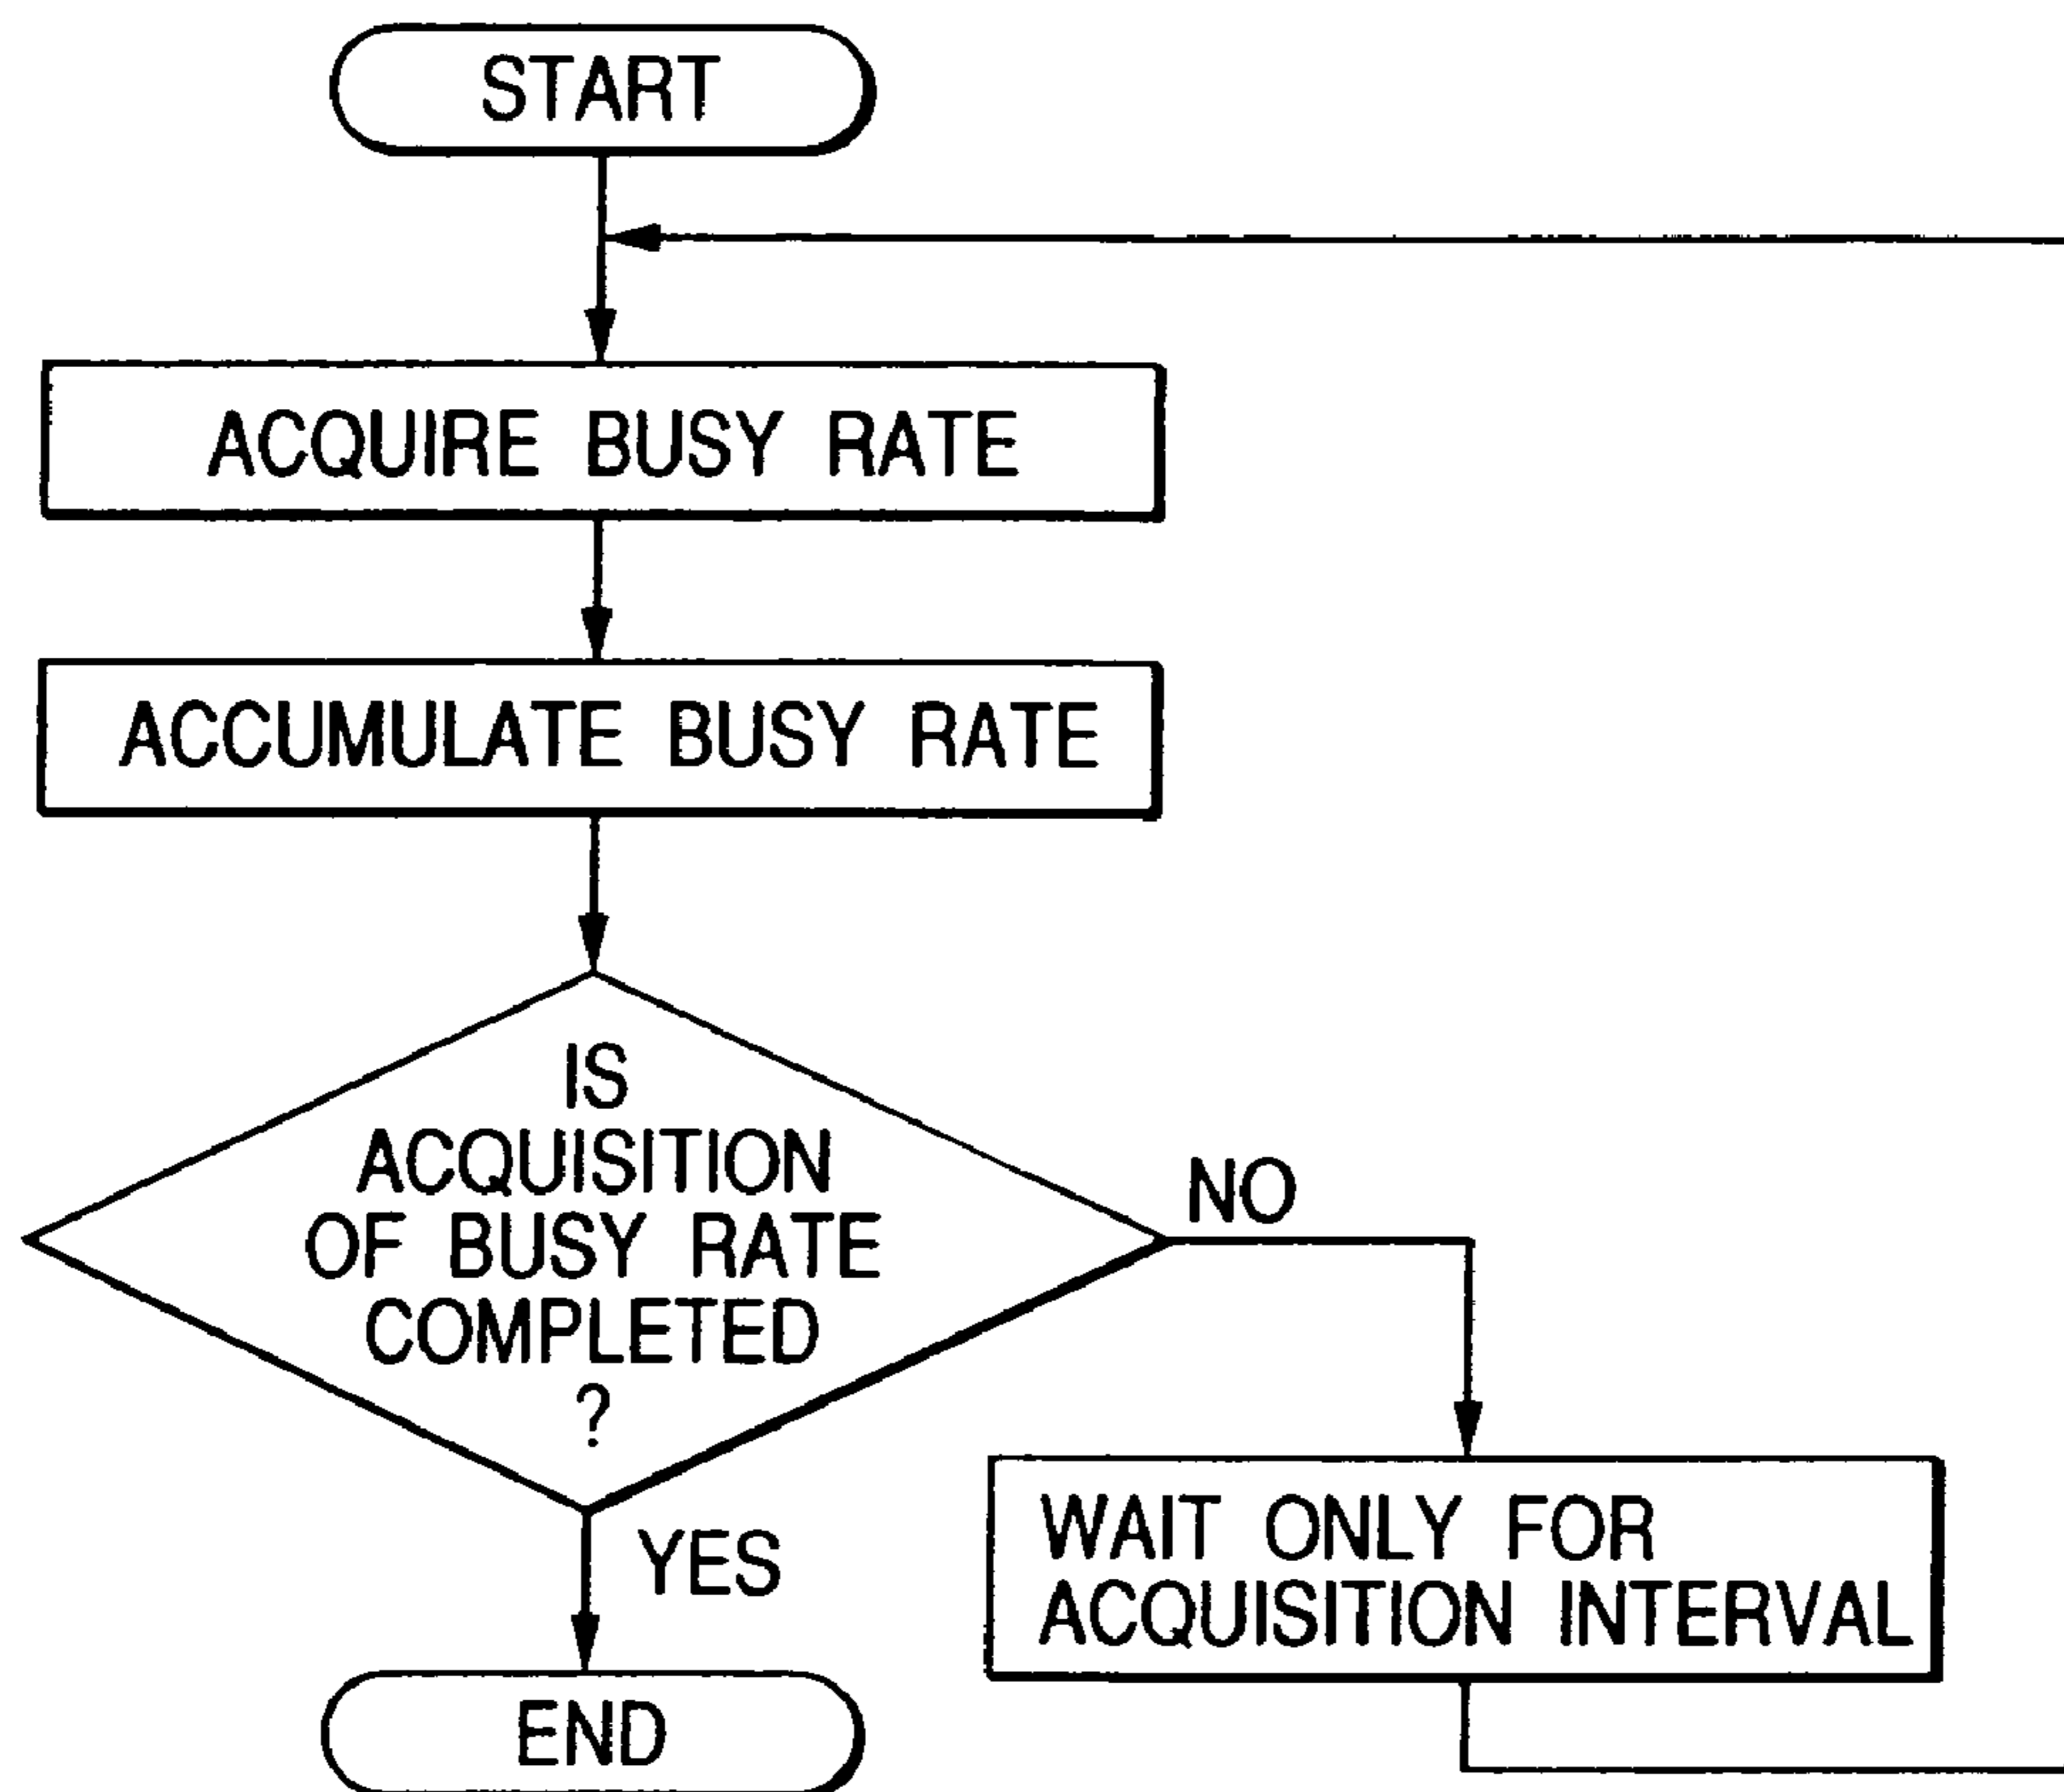 START
ACQUIRE BUSY RATE
ACCUMULATE BUSY RATE
IS
ACQUISITION
OF BUSY RATE
COMPLETED
?
NO
YES
WAIT ONLY FOR
ACQUISITION INTERVAL
END